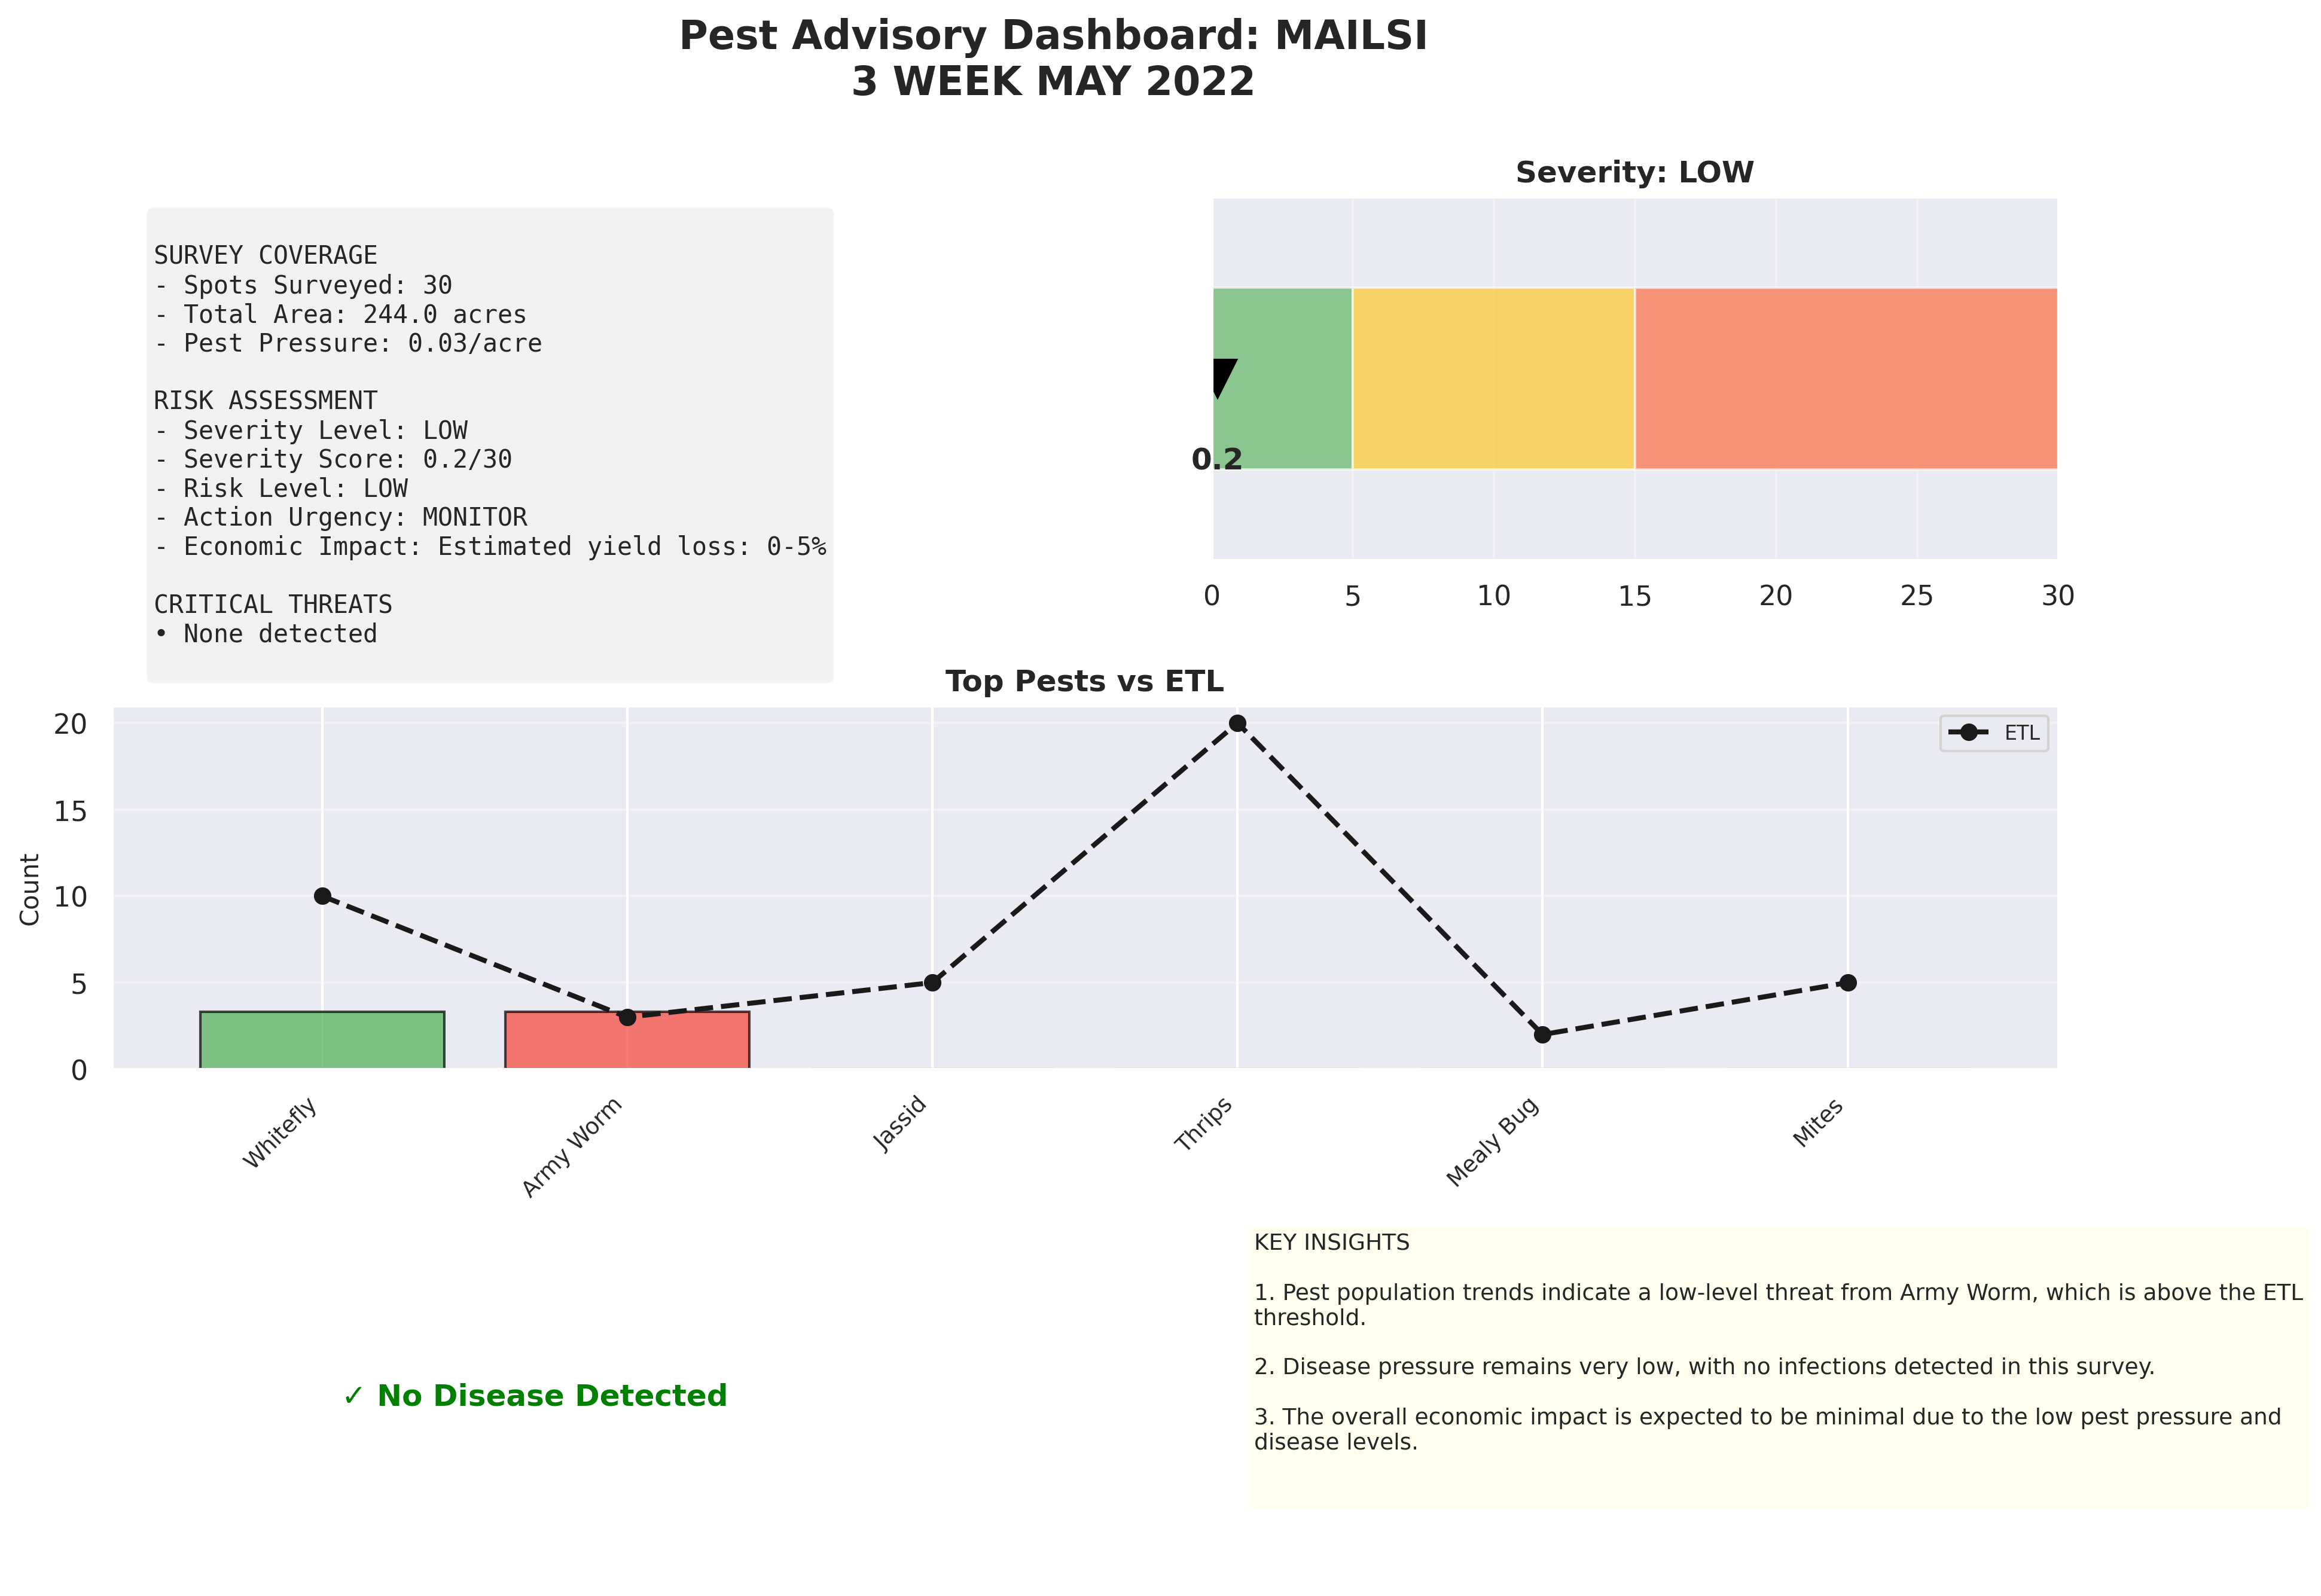 Pest Advisory Dashboard: MAILSI
3 WEEK MAY 2022
SURVEY COVERAGE
- Spots Surveyed: 30
- Total Area: 244.0 acres
- Pest Pressure: 0.03/acre
RISK ASSESSMENT
- Severity Level: LOW
- Severity Score: 0.2/30
- Risk Level: LOW
- Action Urgency: MONITOR
- Economic Impact: Estimated yield loss: 0-5%
CRITICAL THREATS
• None detected
Severity: LOW
0.2
0 5 10 15 20 25 30
Top Pests vs ETL
ETL
Count
20
15
10
5
0
Whitefly
Army Worm
Jassid
Thrips
Mealy Bug
Mites
✓ No Disease Detected
KEY INSIGHTS
1. Pest population trends indicate a low-level threat from Army Worm, which is above the ETL
threshold.
2. Disease pressure remains very low, with no infections detected in this survey.
3. The overall economic impact is expected to be minimal due to the low pest pressure and
disease levels.